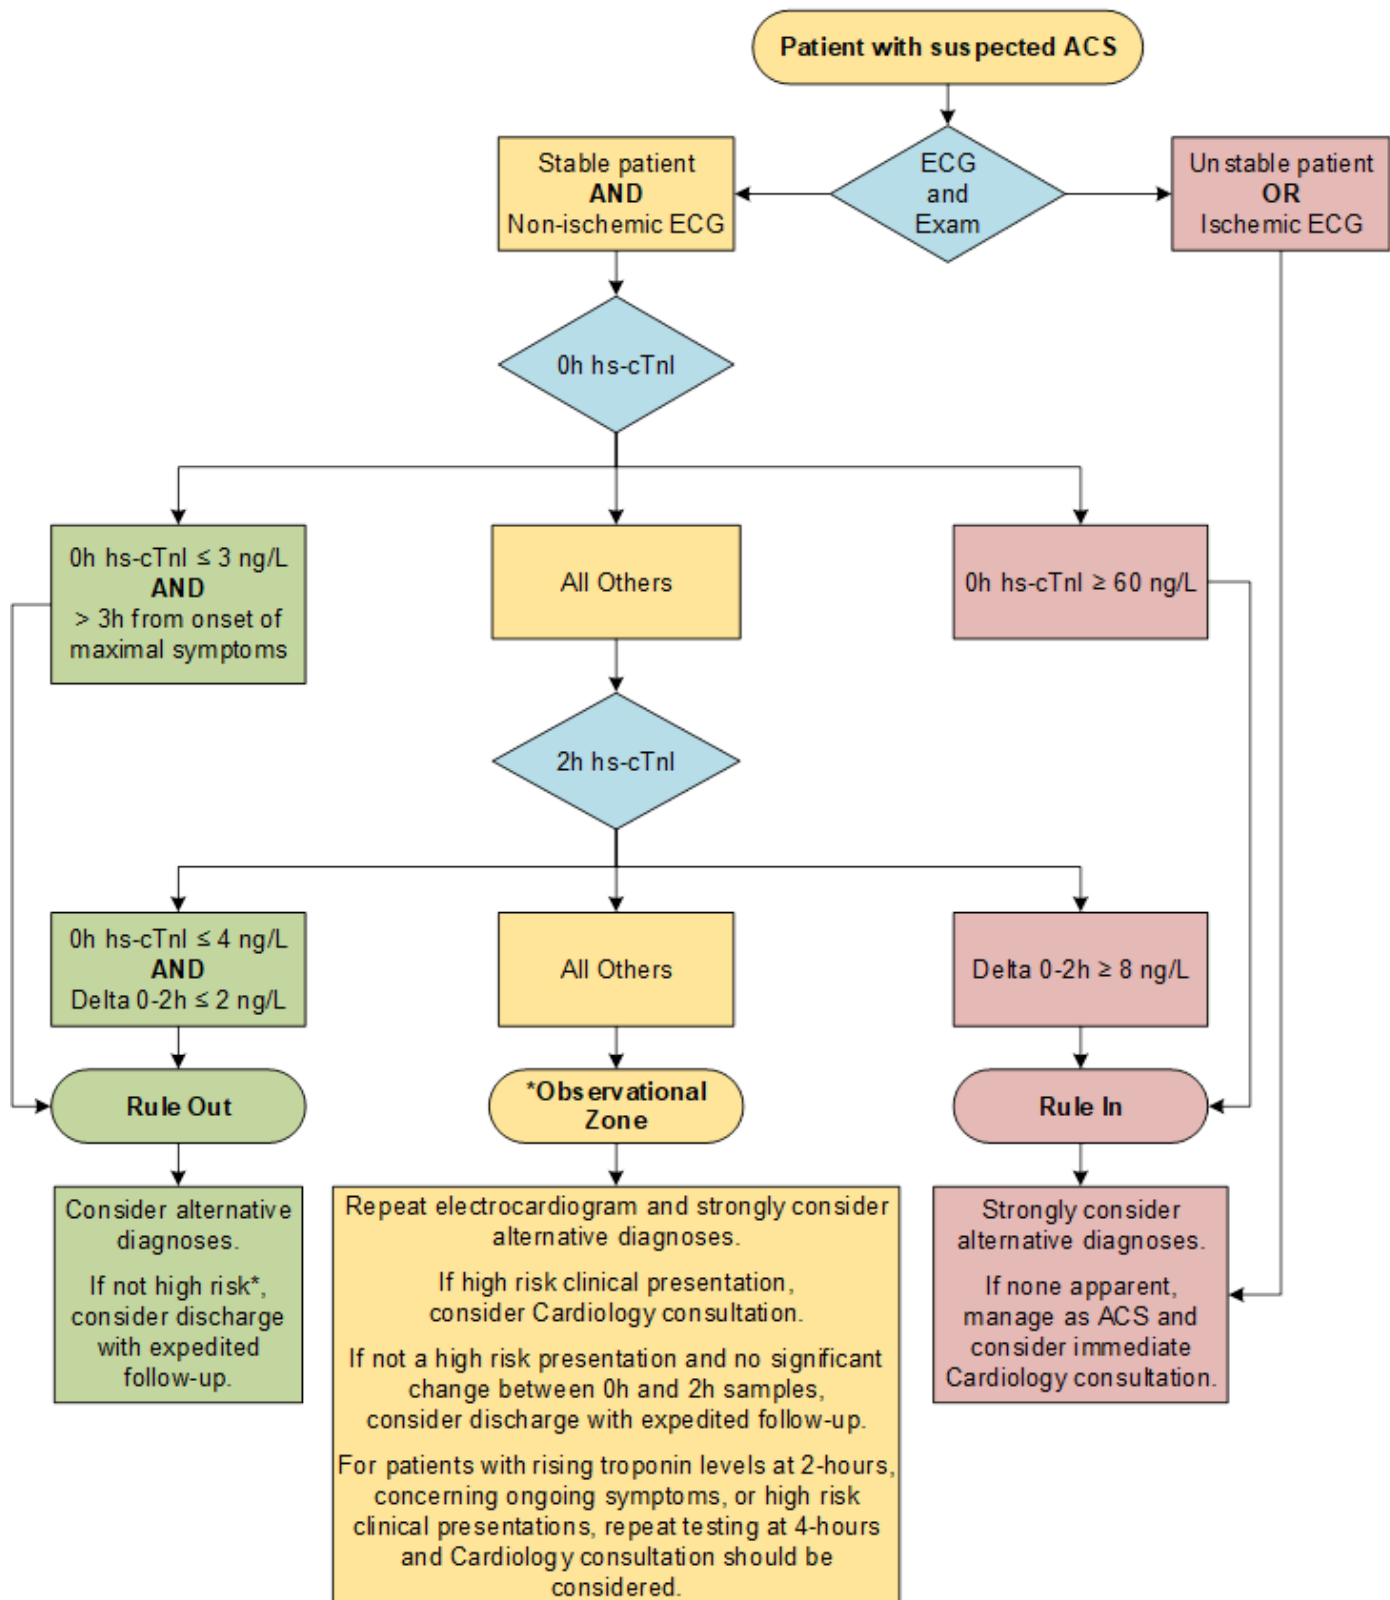 Patient with suspected ACS
Stable patient
AND
Non-ischemic ECG
ECG
and
Exam
Unstable patient
OR
Ischemic ECG
0h hs-cTnI
0h hs-cTnI ≤ 3 ng/L
AND
> 3h from onset of
maximal symptoms
All Others
0h hs-cTnI ≥ 60 ng/L
2h hs-cTnI
0h hs-cTnI ≤ 4 ng/L
AND
Delta 0-2h ≤ 2 ng/L
All Others
Delta 0-2h ≥ 8 ng/L
Rule Out
*Observational
Zone
Rule In
Consider alternative
diagnoses.
If not high risk*,
consider discharge
with expedited
follow-up.
Repeat electrocardiogram and strongly consider
alternative diagnoses.
If high risk clinical presentation,
consider Cardiology consultation.
If not a high risk presentation and no significant
change between 0h and 2h samples,
consider discharge with expedited follow-up.
For patients with rising troponin levels at 2-hours,
concerning ongoing symptoms, or high risk
clinical presentations, repeat testing at 4-hours
and Cardiology consultation should be
considered.
Strongly consider
alternative diagnoses.
If none apparent,
manage as ACS and
consider immediate
Cardiology consultation.